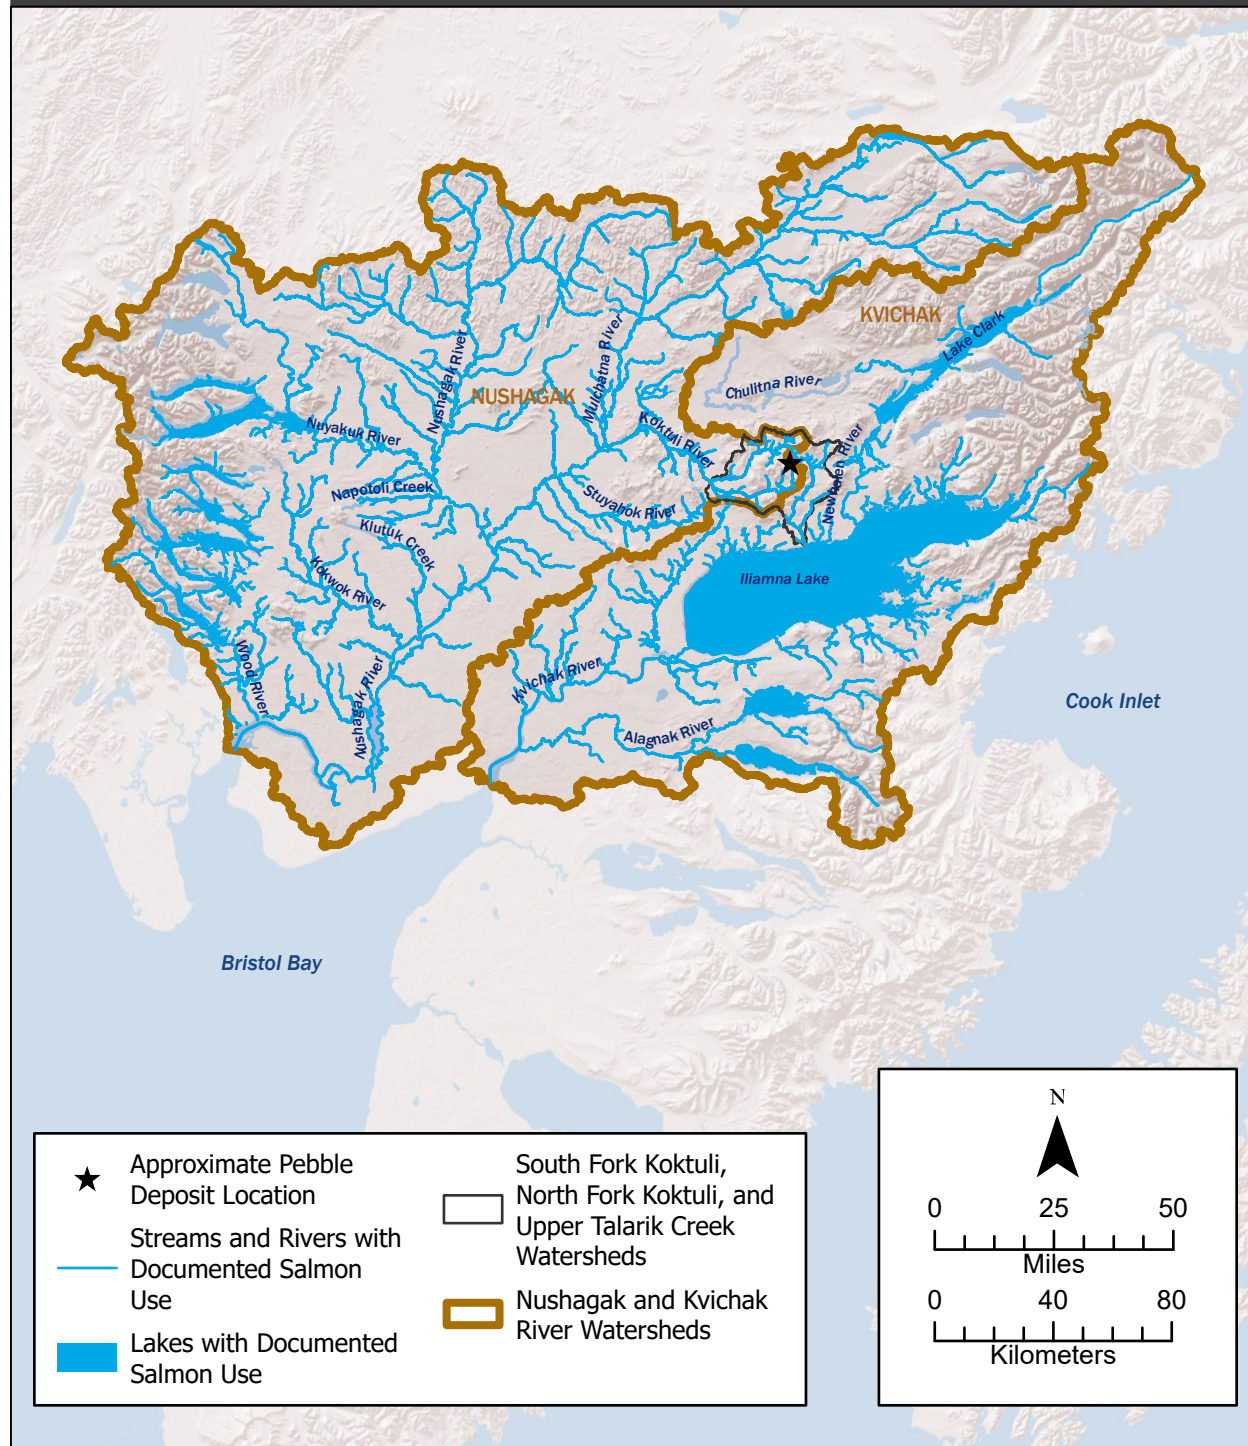 KVICHAK
Lake Clark
Chulitna River
Nushagak River
Mulchatna River
NUSHAGAK
Koktuli River
Nuyakuk River
Newhalen River
Napotoli Creek
Stuyahok River
Klutuk Creek
Kokwok River
Iliamna Lake
Wood River
Nushagak River
Kvichak River
Alagnak River
Cook Inlet
Bristol Bay
Approximate Pebble
Deposit Location
Streams and Rivers with
Documented Salmon
Use
Lakes with Documented
Salmon Use
South Fork Koktuli,
North Fork Koktuli, and
Upper Talarik Creek
Watersheds
Nushagak and Kvichak
River Watersheds
N
0 25 50
Miles
0 40 80
Kilometers